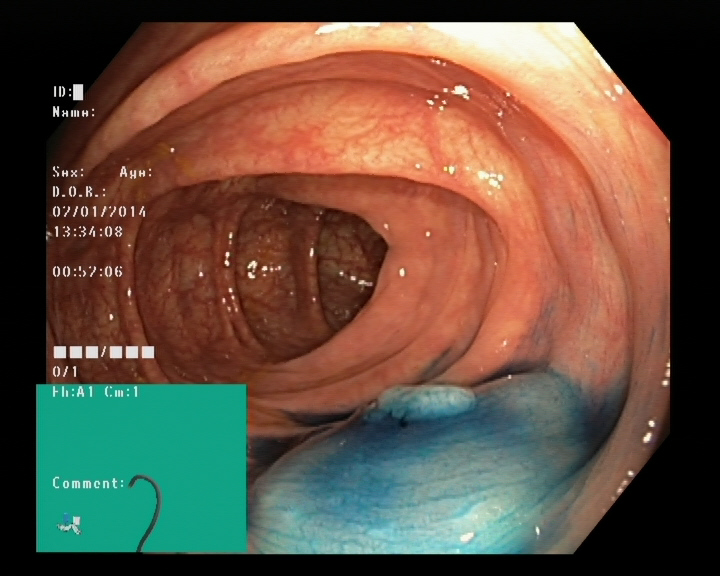 ID:
Name:
Sex: Age:
D.O.B.:
02/01/2014
13:34:08
00:52:06
0/1
Eh:A1 Cm:1
Comment: